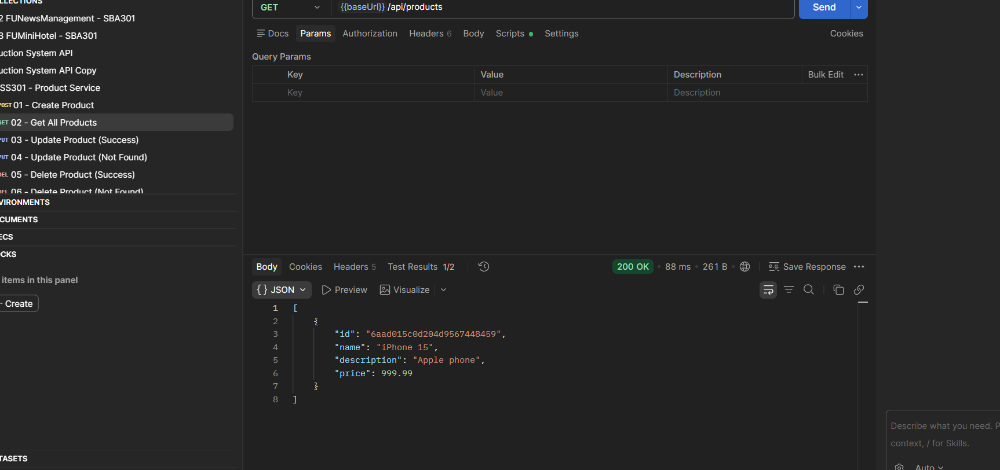 LLECTIONS
2 FUNewsManagement - SBA301
3 FUMiniHotel - SBA301
uction System API
uction System API Copy
SS301 - Product Service
POST 01 - Create Product
GET 02 - Get All Products
PUT 03 - Update Product (Success)
PUT 04 - Update Product (Not Found)
DEL 05 - Delete Product (Success)
DEL 06 - Delete Product (Not Found)
VIRONMENTS
CUMENTS
ECS
OCKS
items in this panel
Create
TASETS
GET {{baseUrl}} /api/products Send
Docs Params Authorization Headers 6 Body Scripts Settings Cookies
Query Params
Key Value Description Bulk Edit ...
Key Value Description
Body Cookies Headers 5 Test Results 1/2 200 OK • 88 ms • 261 B • e.g. Save Response ...
{} JSON Preview Visualize
1 [
2 {
3 "id": "6aad015c0d204d9567448459",
4 "name": "iPhone 15",
5 "description": "Apple phone",
6 "price": 999.99
7 }
8 ]
Describe what you need. P
context, / for Skills.
Auto